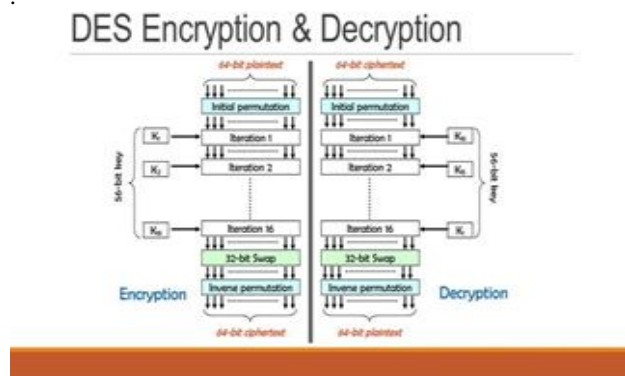 DES Encryption & Decryption
64-bit plaintext
64-bit ciphertext
Initial permutation
Initial permutation
K₁
Iteration 1
Iteration 1
K₁₆
K₂
Iteration 2
Iteration 2
K₁₅
56-bit key
56-bit key
K₁₆
Iteration 16
Iteration 16
K₁
32-bit Swap
32-bit Swap
Encryption
Inverse permutation
Inverse permutation
Decryption
64-bit ciphertext
64-bit plaintext